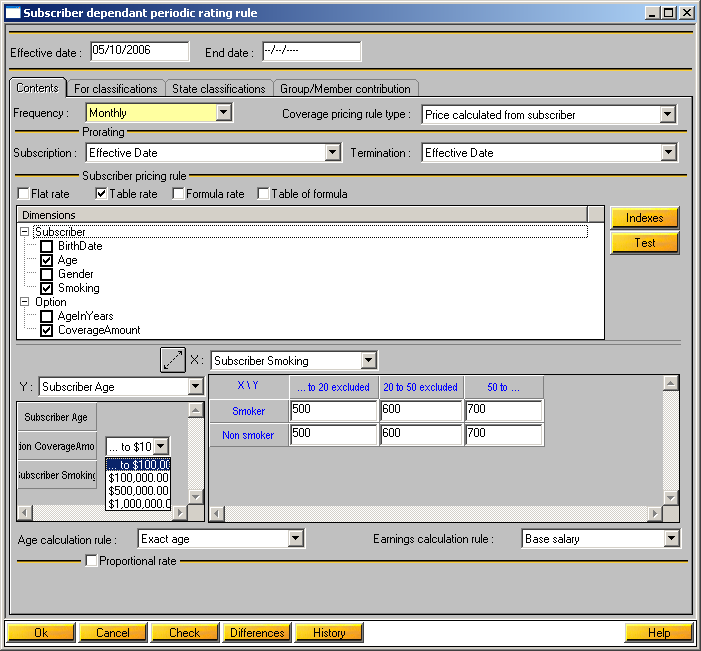 Subscriber dependant periodic rating rule
Effective date : 05/10/2006 End date : --/--/----
Contents For classifications State classifications Group/Member contribution
Frequency : Monthly Coverage pricing rule type : Price calculated from subscriber
Prorating
Subscription : Effective Date Termination : Effective Date
Subscriber pricing rule
Flat rate Table rate Formula rate Table of formula
Dimensions
Indexes
Subscriber
BirthDate
Test
Age
Gender
Smoking
Option
AgeInYears
CoverageAmount
X : Subscriber Smoking
Y : Subscriber Age
X \ Y ... to 20 excluded 20 to 50 excluded 50 to ...
Smoker 500 600 700
Non smoker 500 600 700
Subscriber Age
ion CoverageAmo ... to $10
Subscriber Smoking
... to $100.00
$100,000.00
$500,000.00
$1,000,000.0
Age calculation rule : Exact age Earnings calculation rule : Base salary
Proportional rate
Ok Cancel Check Differences History Help